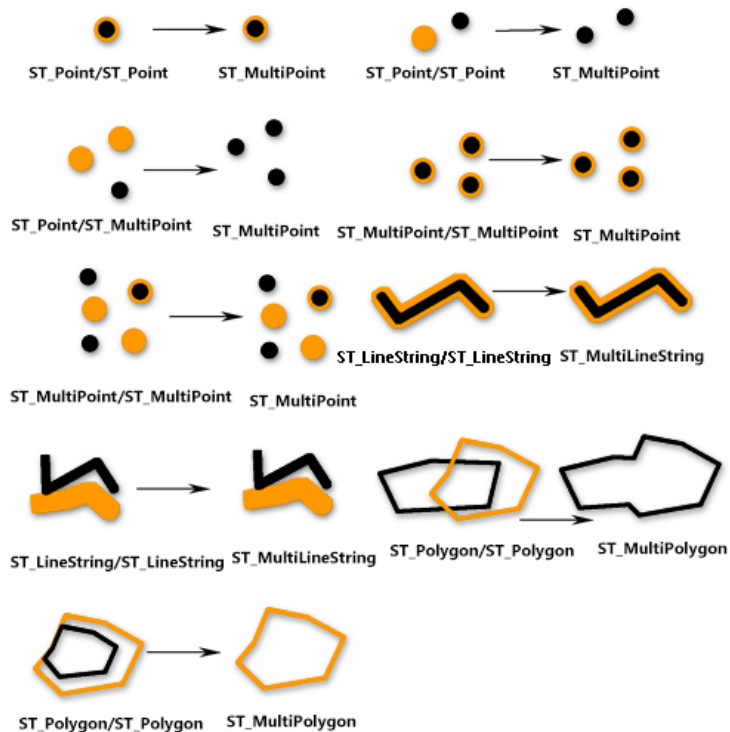 ST_Point/ST_Point
ST_MultiPoint
ST_Point/ST_Point
ST_MultiPoint
ST_Point/ST_MultiPoint
ST_MultiPoint
ST_MultiPoint/ST_MultiPoint
ST_MultiPoint
ST_MultiPoint/ST_MultiPoint
ST_MultiPoint
ST_LineString/ST_LineString
ST_MultiLineString
ST_LineString/ST_LineString
ST_MultiLineString
ST_Polygon/ST_Polygon
ST_MultiPolygon
ST_Polygon/ST_Polygon
ST_MultiPolygon